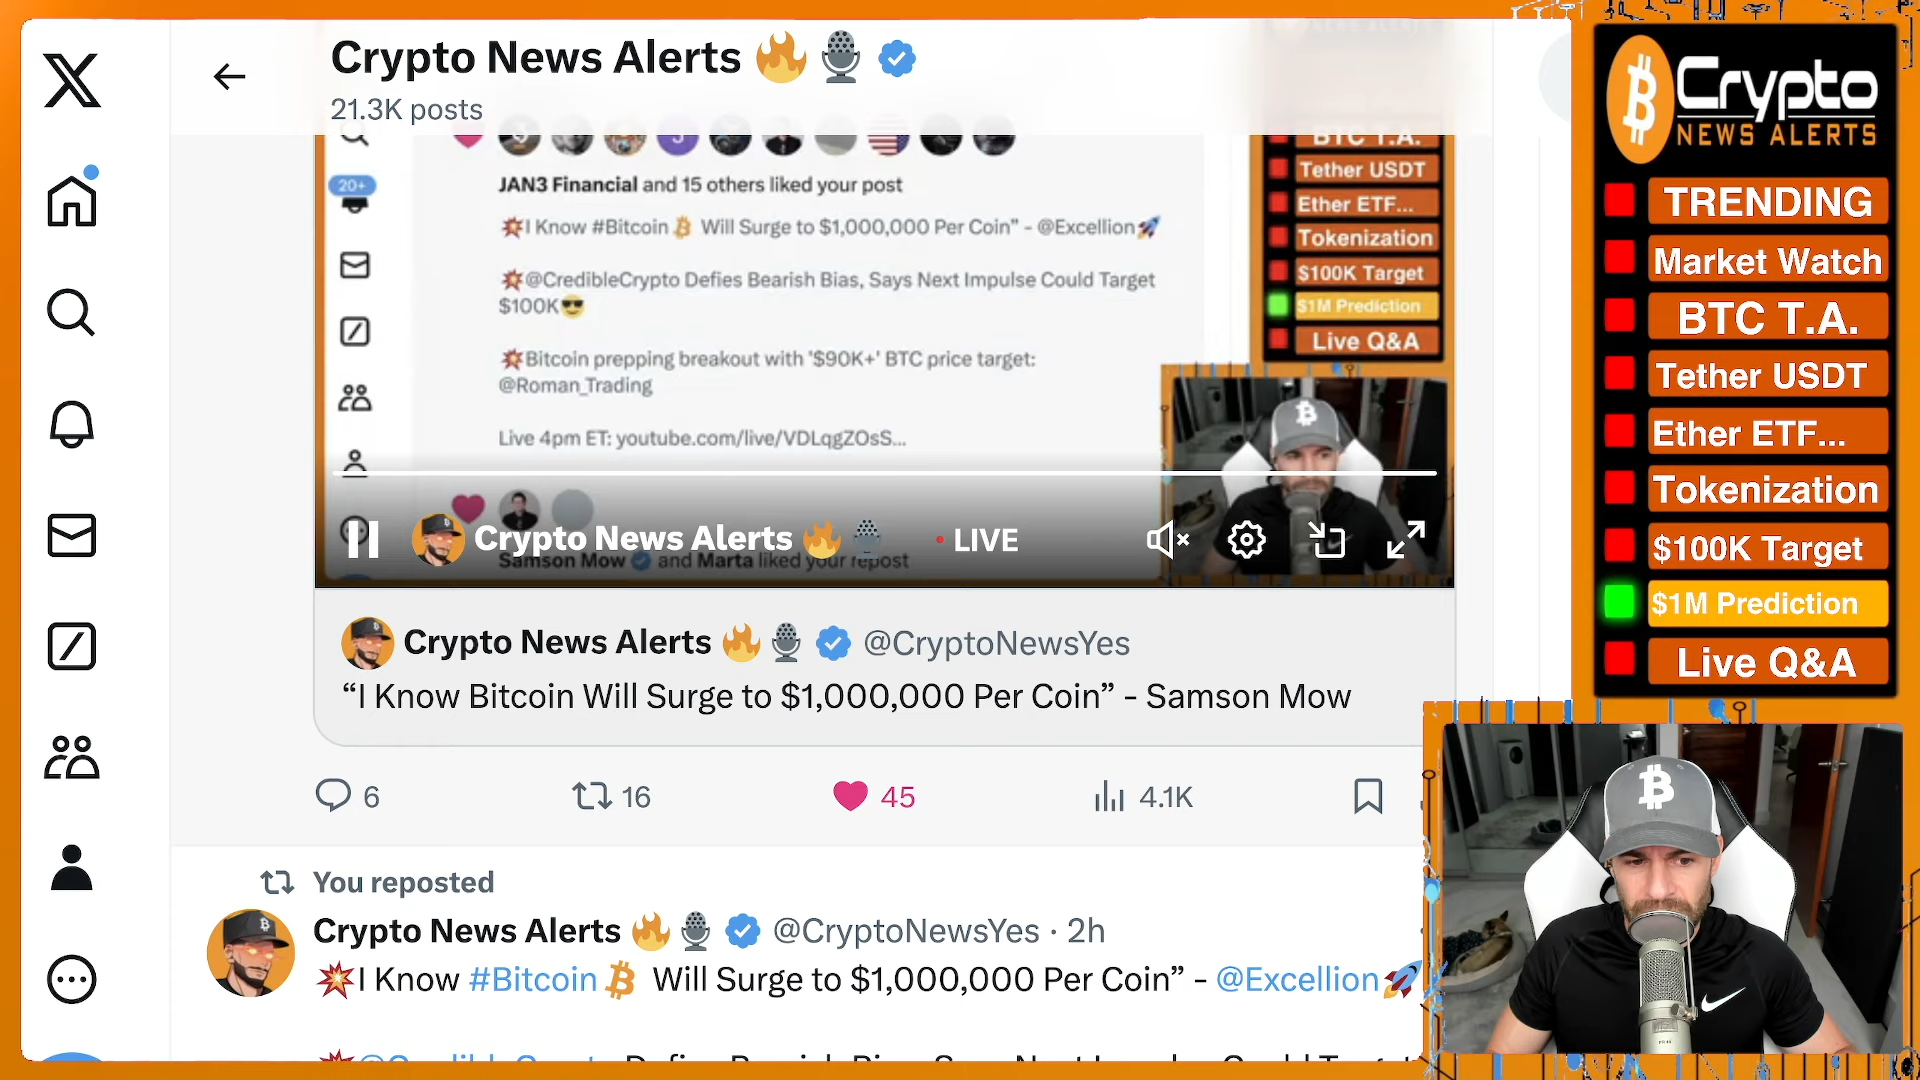 Crypto News Alerts
21.3K posts
20+
JAN3 Financial and 15 others liked your post
I Know #Bitcoin Will Surge to $1,000,000 Per Coin” - @Excellion
@CredibleCrypto Defies Bearish Bias, Says Next Impulse Could Target
$100K
Bitcoin prepping breakout with '$90K+' BTC price target:
@Roman_Trading
Live 4pm ET: youtube.com/live/VDLqgZOsS...
Crypto News Alerts
LIVE
Samson Mow and Marta liked your repost
BTC T.A.
Tether USDT
Ether ETF...
Tokenization
$100K Target
$1M Prediction
Live Q&A
Crypto News Alerts @CryptoNewsYes
“I Know Bitcoin Will Surge to $1,000,000 Per Coin” - Samson Mow
6 16 45 4.1K
You reposted
Crypto News Alerts @CryptoNewsYes · 2h
I Know #Bitcoin Will Surge to $1,000,000 Per Coin” - @Excellion
Crypto
NEWS ALERTS
TRENDING
Market Watch
BTC T.A.
Tether USDT
Ether ETF...
Tokenization
$100K Target
$1M Prediction
Live Q&A